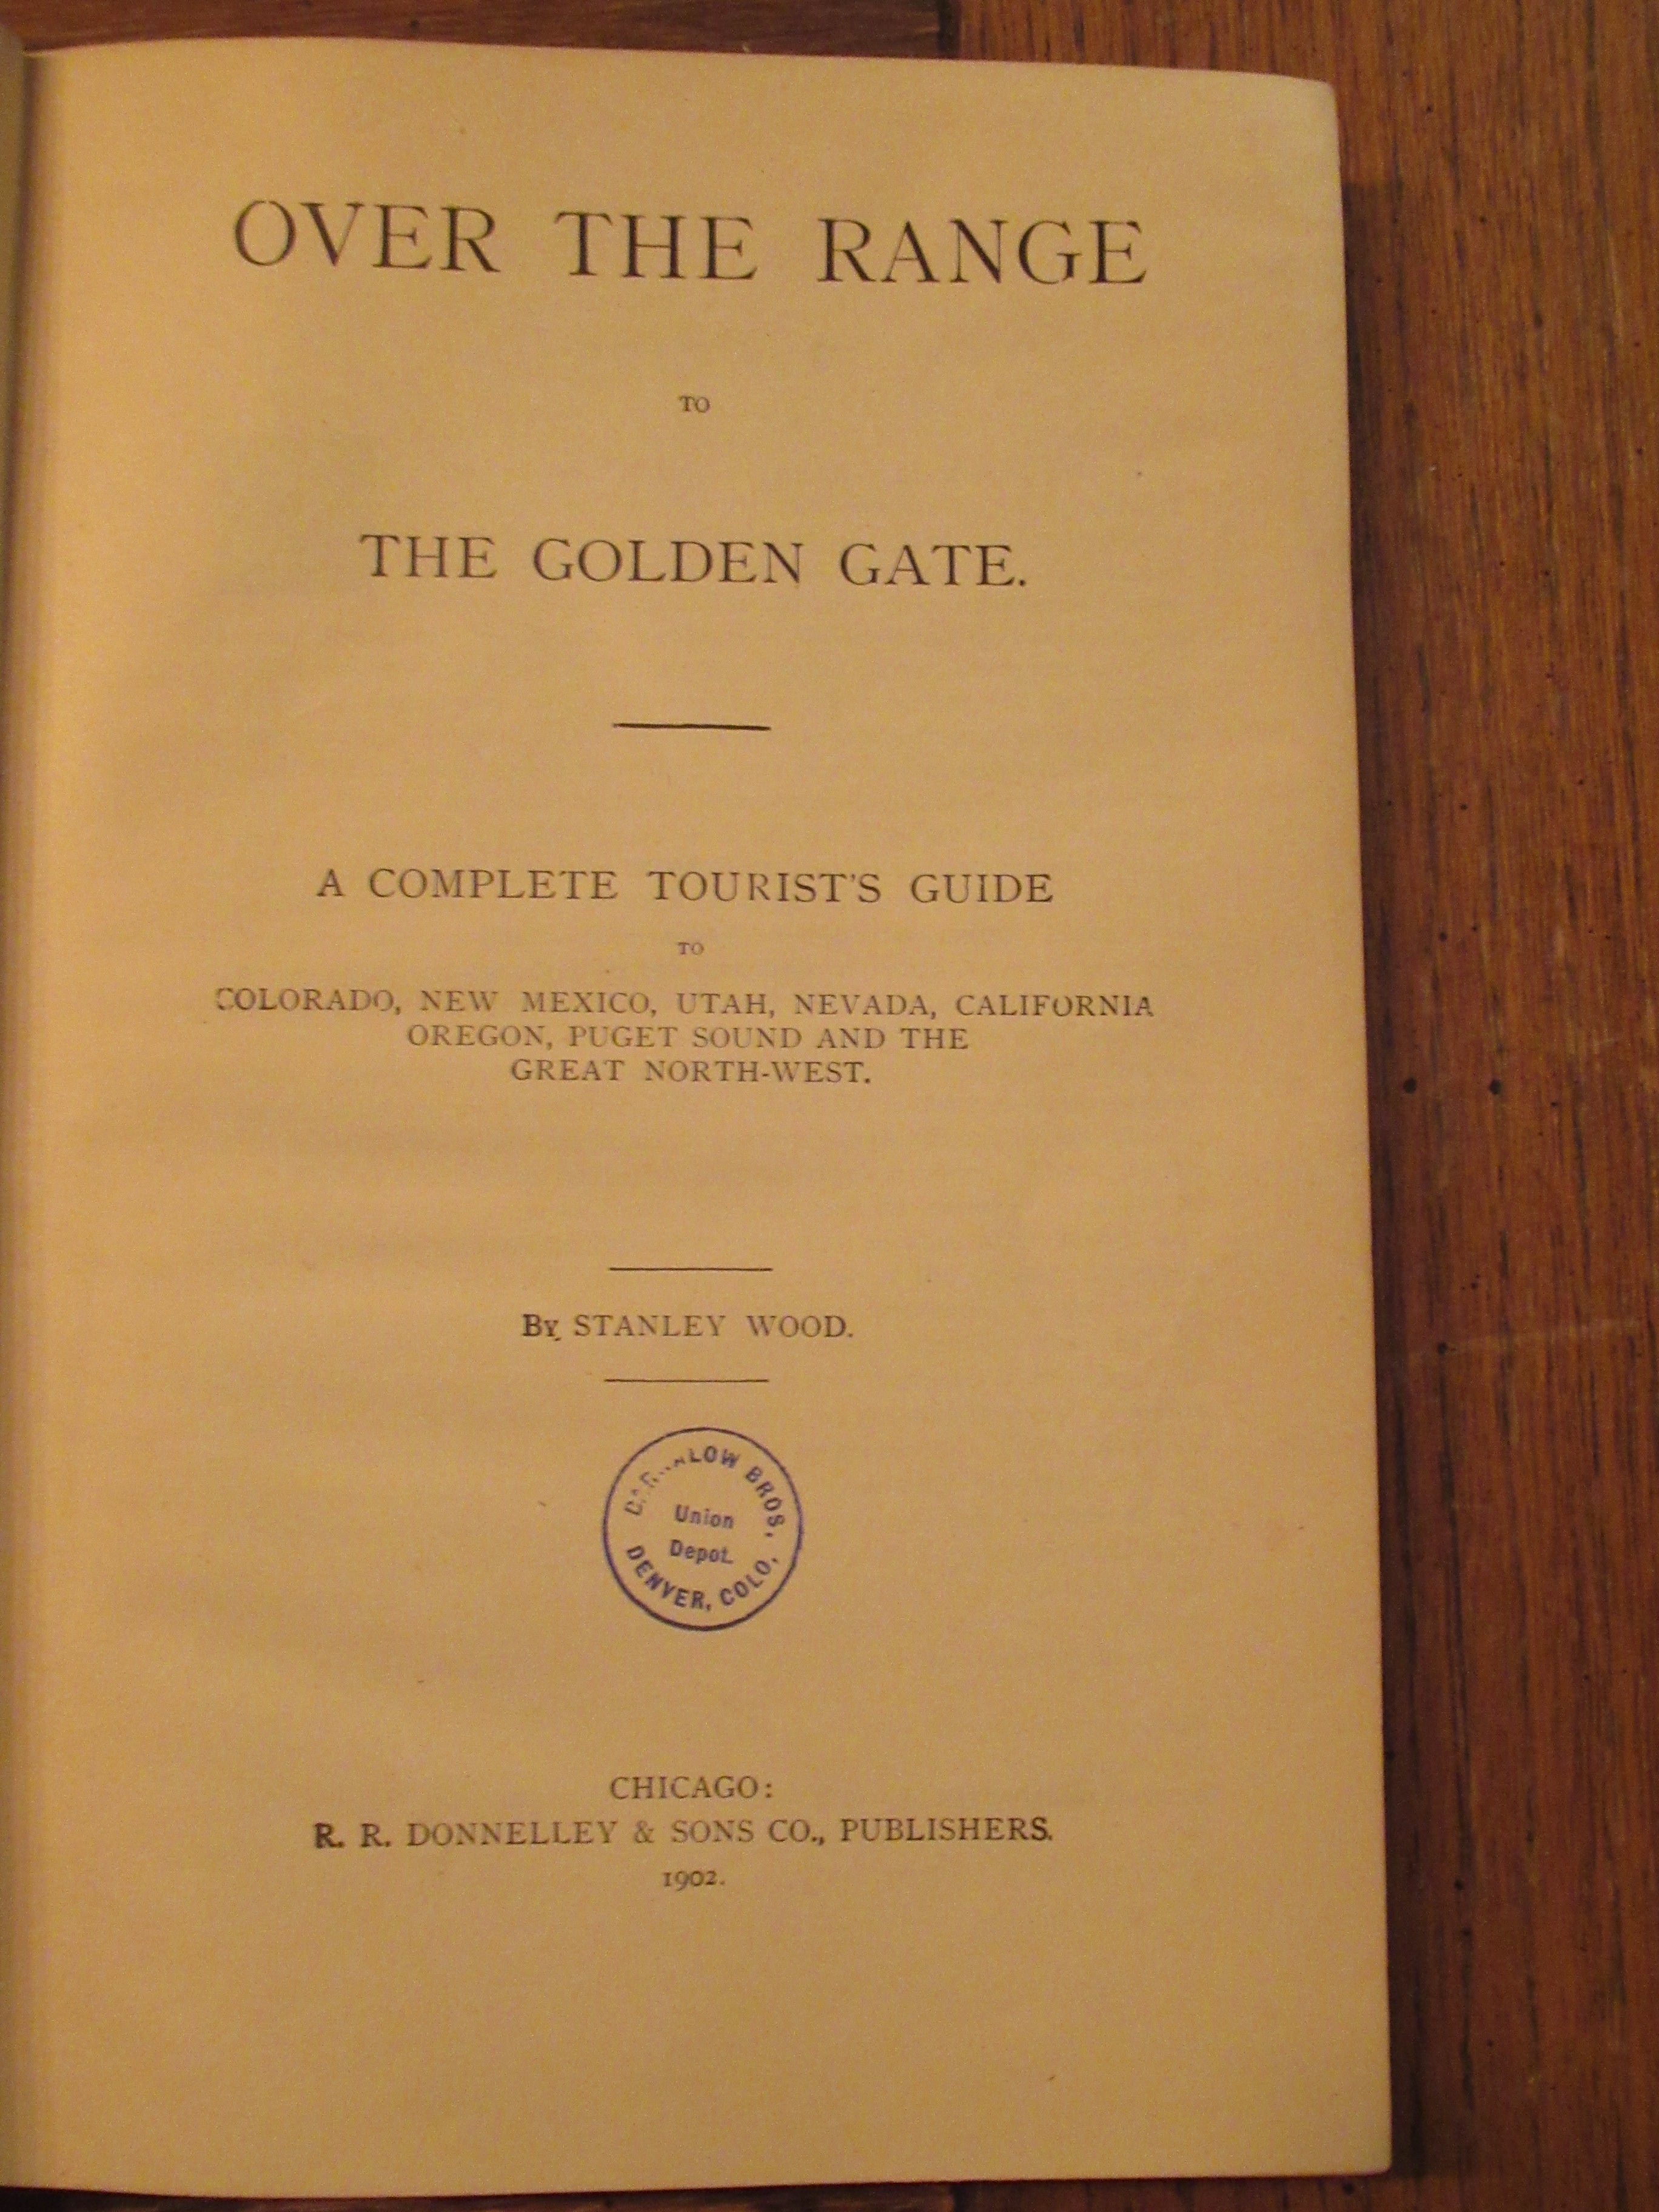 OVER THE RANGE
TO
THE GOLDEN GATE.
A COMPLETE TOURIST'S GUIDE
TO
COLORADO, NEW MEXICO, UTAH, NEVADA, CALIFORNIA
OREGON, PUGET SOUND AND THE
GREAT NORTH-WEST.
By STANLEY WOOD.
BROS.
Union
Depot.
DENVER, COLO.
CHICAGO:
R. R. DONNELLEY & SONS CO., PUBLISHERS.
1902.